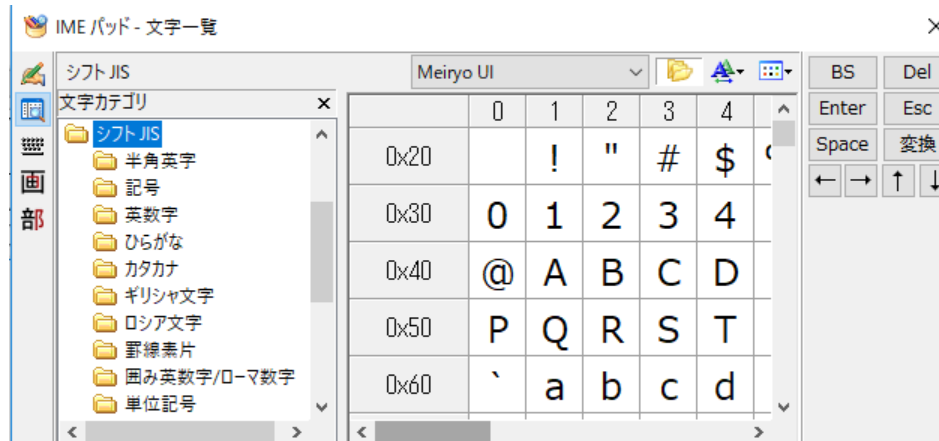 IME パッド - 文字一覧
シフト JIS
Meiryo UI
文字カテゴリ
シフト JIS
半角英字
記号
英数字
ひらがな
カタカナ
ギリシャ文字
ロシア文字
罫線素片
囲み英数字/ローマ数字
単位記号
画
部
0 1 2 3 4
0x20 ! " # $
0x30 0 1 2 3 4
0x40 @ A B C D
0x50 P Q R S T
0x60 ` a b c d
BS Del
Enter Esc
Space 変換
← → ↑ ↓